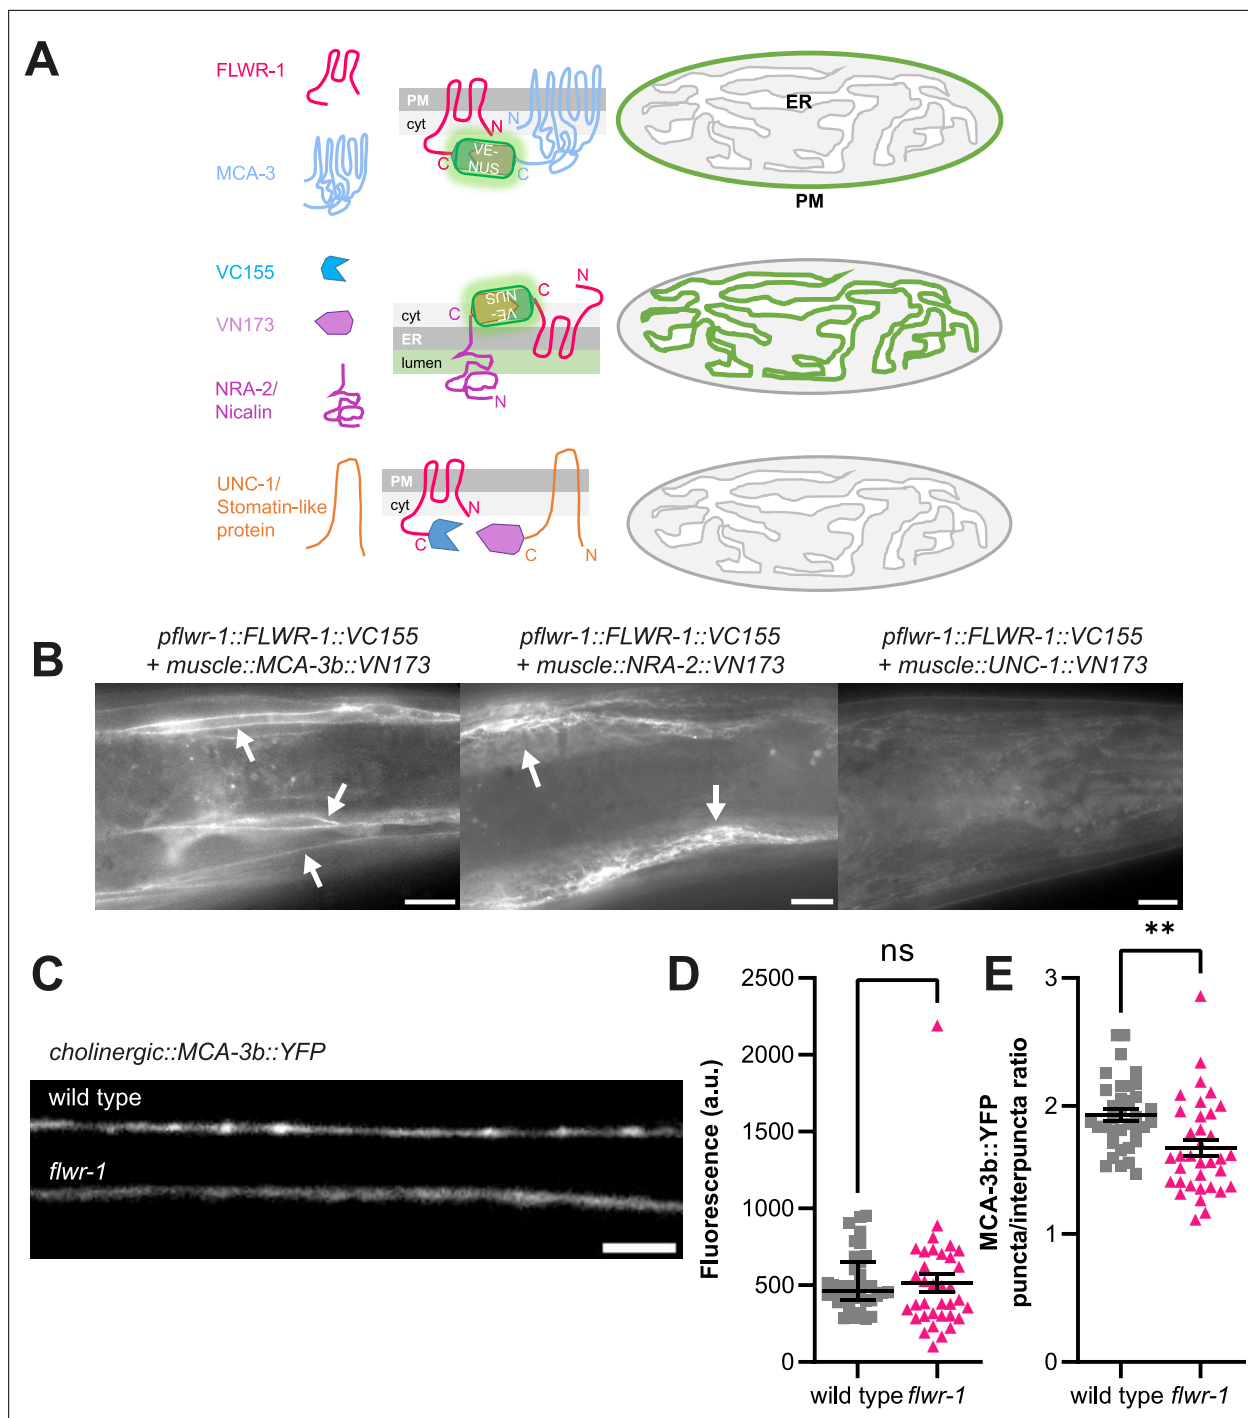 A
FLWR-1
MCA-3
VC155
VN173
NRA-2/
Nicalin
UNC-1/
Stomatin-like
protein
PM
cyt
N
N
VE-
NUS
C
C
ER
PM
N
C
C
VE-
NUS
cyt
ER
lumen
N
PM
cyt
N
C
C
N
B
pflwr-1::FLWR-1::VC155
+ muscle::MCA-3b::VN173
pflwr-1::FLWR-1::VC155
+ muscle::NRA-2::VN173
pflwr-1::FLWR-1::VC155
+ muscle::UNC-1::VN173
C
cholinergic::MCA-3b::YFP
wild type
flwr-1
D
ns
Fluorescence (a.u.)
2500
2000
1500
1000
500
0
wild type flwr-1
E
**
MCA-3b::YFP
puncta/interpuncta ratio
3
2
1
0
wild type flwr-1